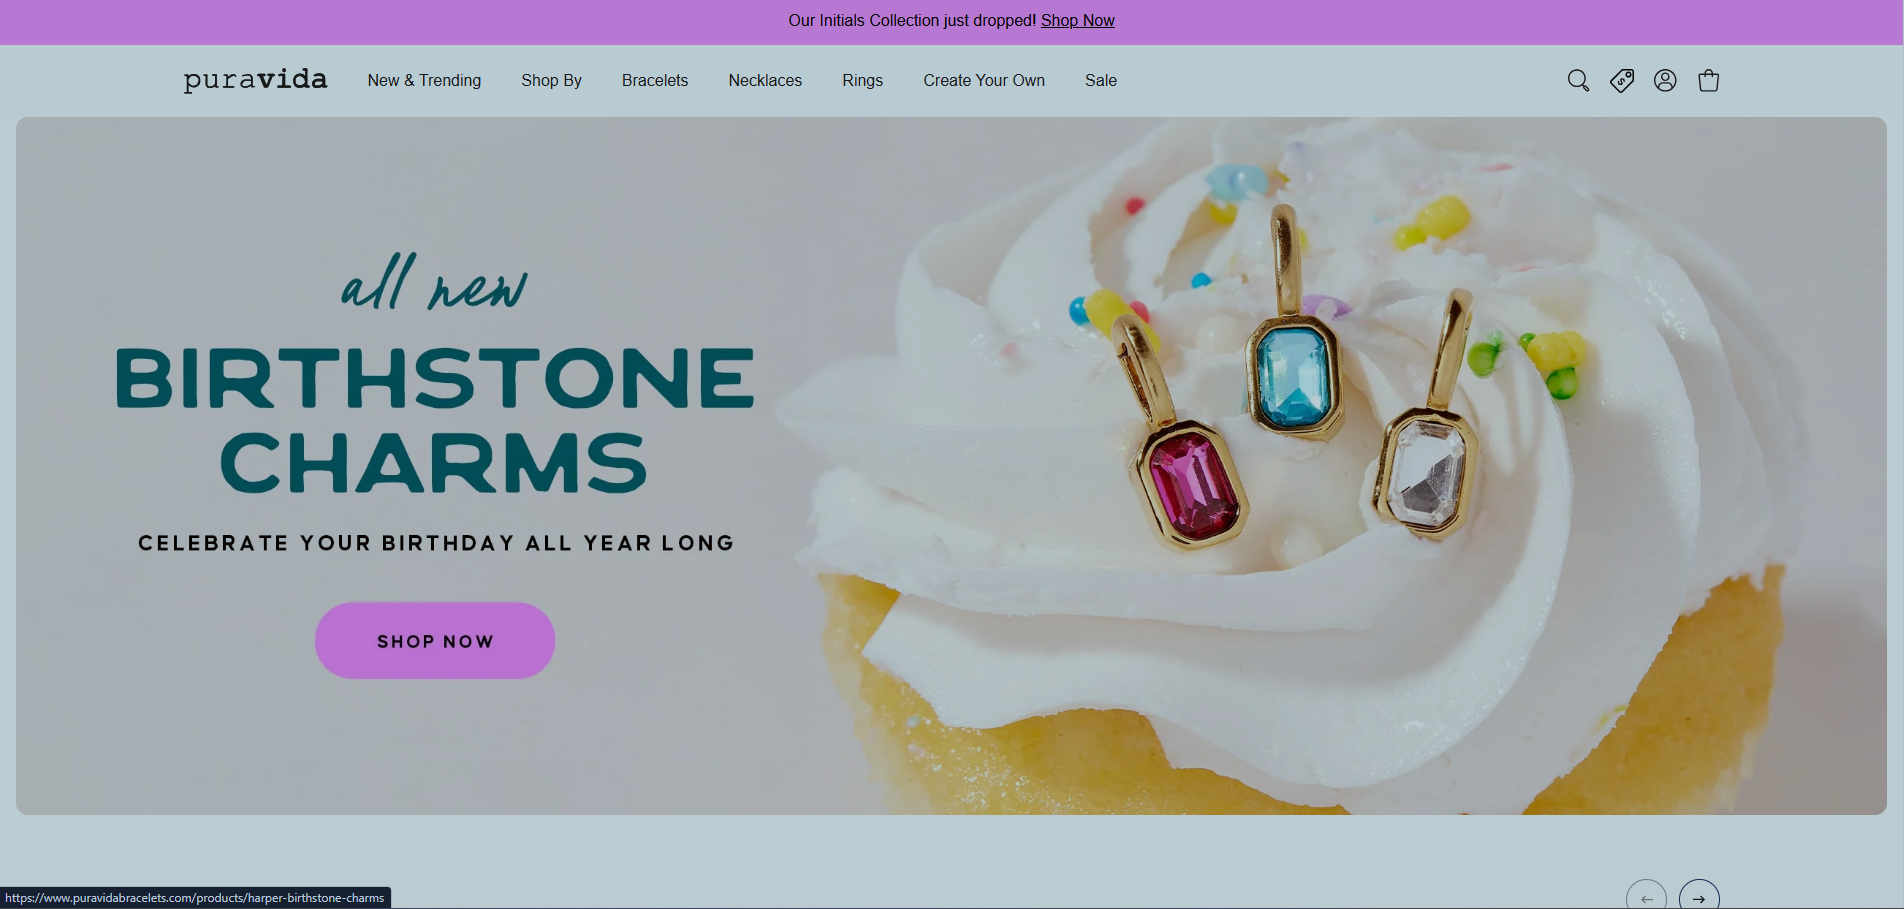 Our Initials Collection just dropped! Shop Now
puravida New & Trending Shop By Bracelets Necklaces Rings Create Your Own Sale
all new
BIRTHSTONE
CHARMS
CELEBRATE YOUR BIRTHDAY ALL YEAR LONG
SHOP NOW
https://www.puravidabracelets.com/products/harper-birthstone-charms